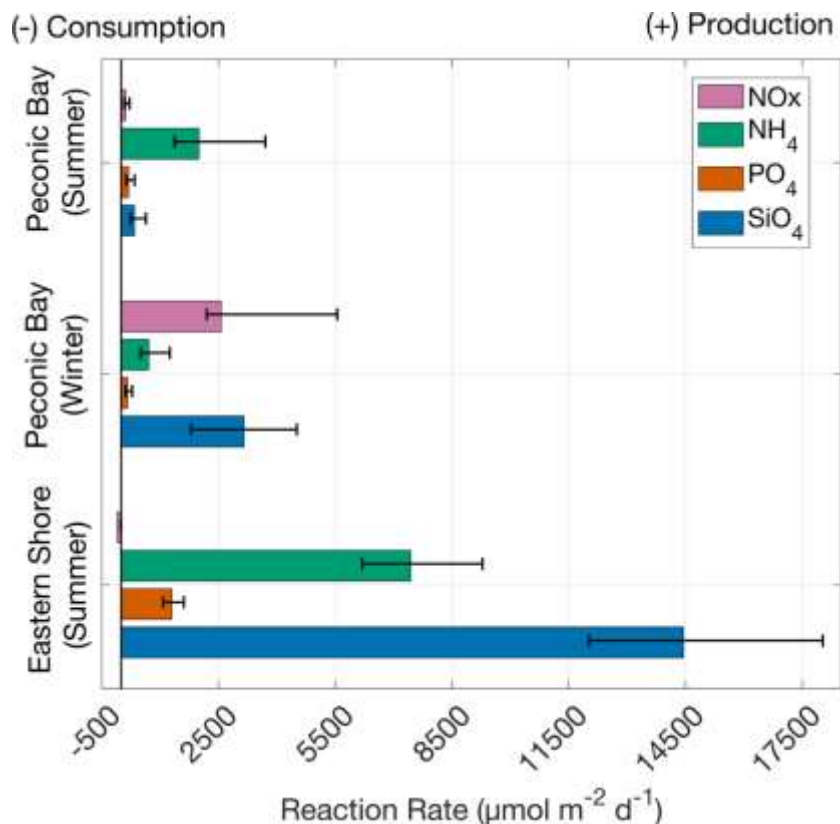 (-) Consumption
(+) Production
Peconic Bay
(Summer)
Peconic Bay
(Winter)
Eastern Shore
(Summer)
NOx
NH₄
PO₄
SiO₄
-500
2500
5500
8500
11500
14500
17500
Reaction Rate (µmol m⁻² d⁻¹)